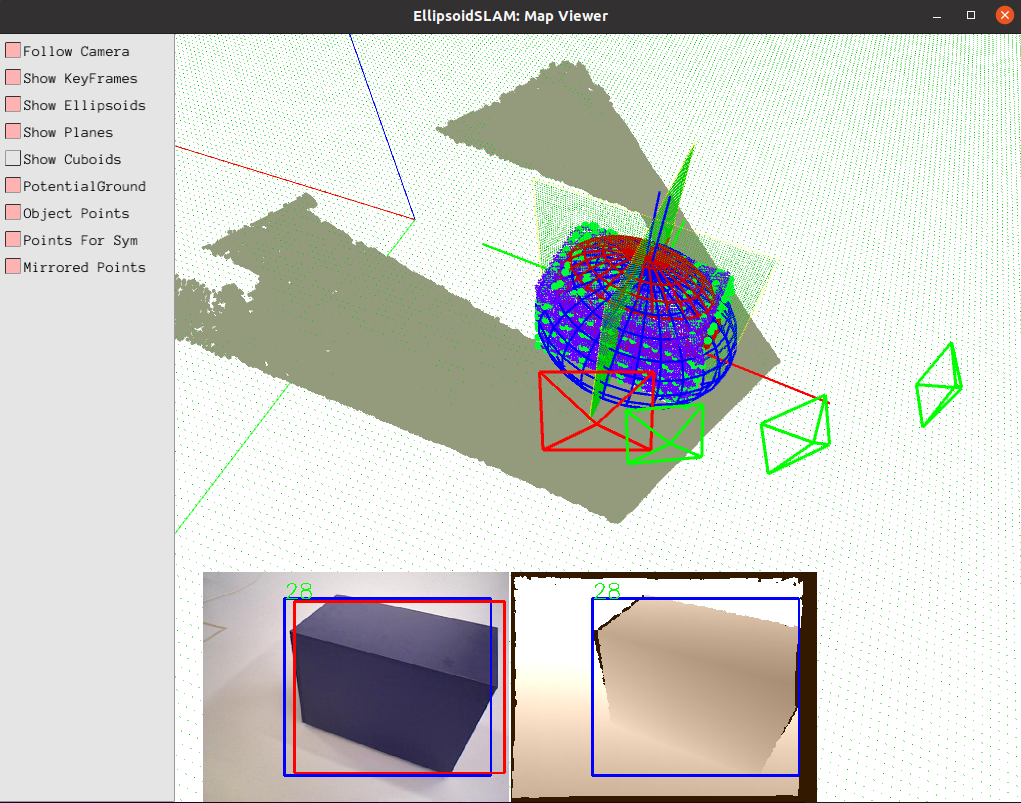 EllipsoidSLAM: Map Viewer
Follow Camera
Show KeyFrames
Show Ellipsoids
Show Planes
Show Cuboids
PotentialGround
Object Points
Points For Sym
Mirrored Points
28
28